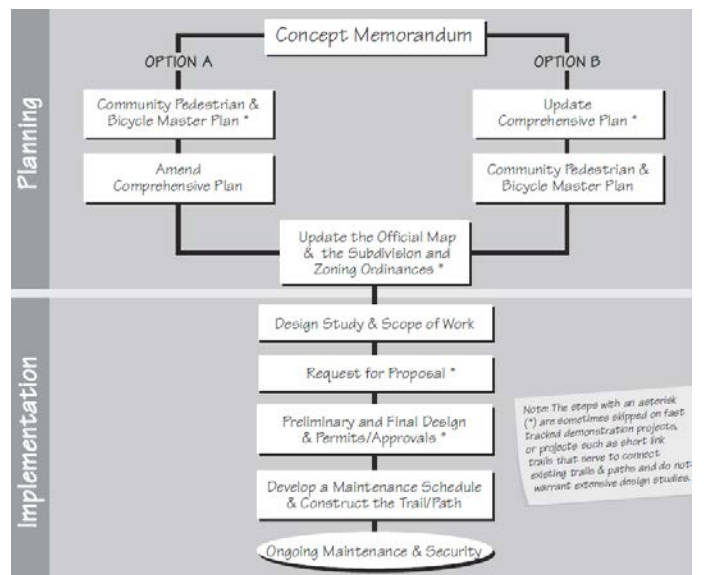 Planning
Concept Memorandum
OPTION A
OPTION B
Community Pedestrian &
Bicycle Master Plan *
Update
Comprehensive Plan *
Amend
Comprehensive Plan
Community Pedestrian &
Bicycle Master Plan
Update the Official Map
& the Subdivision and
Zoning Ordinances *
Implementation
Design Study & Scope of Work
Request for Proposal *
Preliminary and Final Design
& Permits/Approvals *
Develop a Maintenance Schedule
& Construct the Trail/Path
Ongoing Maintenance & Security
Note: The steps with an asterisk
(*) are sometimes skipped on fast
tracked demonstration projects,
or projects such as short link
trails that serve to connect
existing trails & paths and do not
warrant extensive design studies.